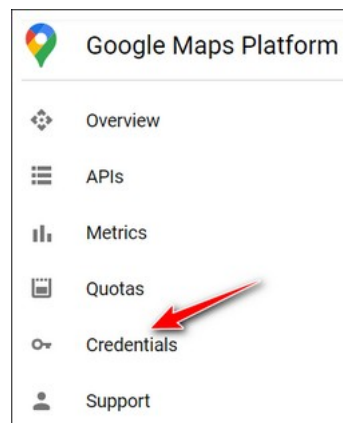 Google Maps Platform
Overview
APIs
Metrics
Quotas
Credentials
Support